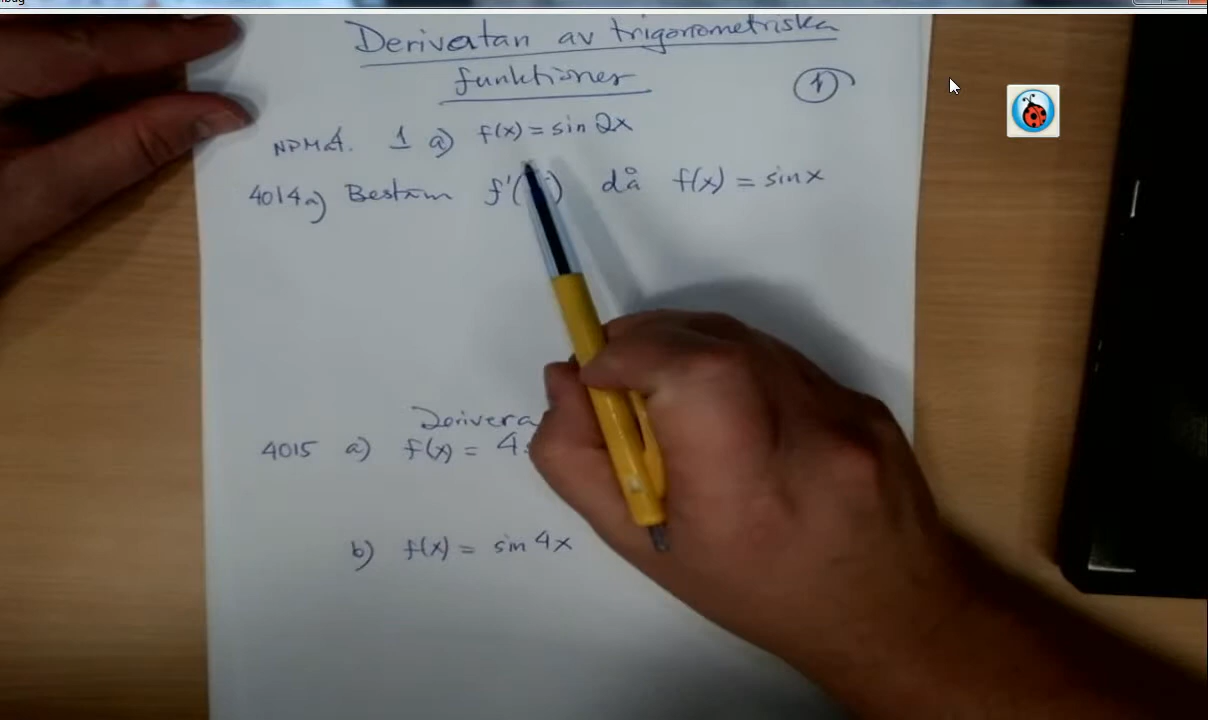 Derivatan av trigonometriska
funktioner
1
NPMA4. 1 a) f(x) = sin 2x
4014 a) Bestäm f'( ) då f(x) = sin x
Derivera
4015 a) f(x) = 4
b) f(x) = sin 4x